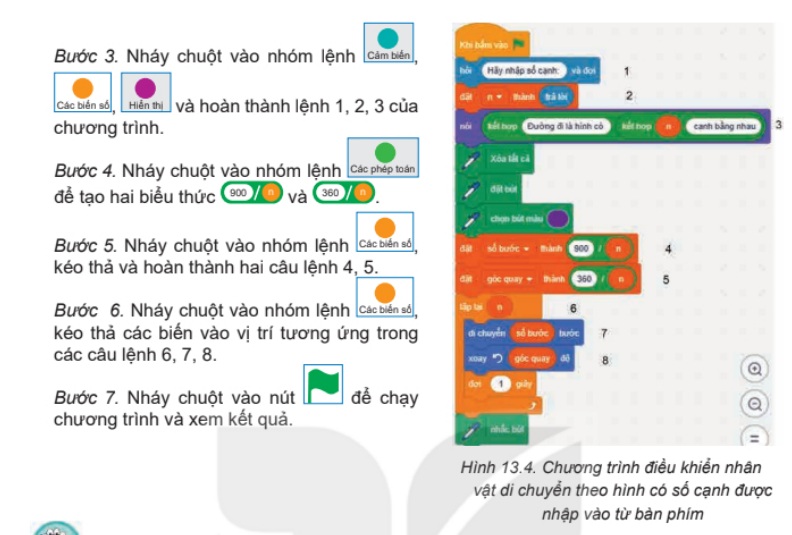 Bước 3. Nháy chuột vào nhóm lệnh Cảm biến,
Các biến số, Hiển thị và hoàn thành lệnh 1, 2, 3 của
chương trình.
Bước 4. Nháy chuột vào nhóm lệnh Các phép toán
để tạo hai biểu thức 900 / n và 360 / n.
Bước 5. Nháy chuột vào nhóm lệnh Các biến số,
kéo thả và hoàn thành hai câu lệnh 4, 5.
Bước 6. Nháy chuột vào nhóm lệnh Các biến số,
kéo thả các biến vào vị trí tương ứng trong
các câu lệnh 6, 7, 8.
Bước 7. Nháy chuột vào nút để chạy
chương trình và xem kết quả.
Khi bấm vào
hỏi Hãy nhập số cạnh: và đợi 1
đặt n thành trả lời 2
nói kết hợp Đường đi là hình có kết hợp n cạnh bằng nhau 3
Xóa tất cả
đặt bút
chọn bút màu
đặt số bước thành 900 / n 4
đặt góc quay thành 360 / n 5
lặp lại n 6
di chuyển số bước bước 7
xoay góc quay độ 8
đợi 1 giây
nhấc bút
Hình 13.4. Chương trình điều khiển nhân
vật di chuyển theo hình có số cạnh được
nhập vào từ bàn phím